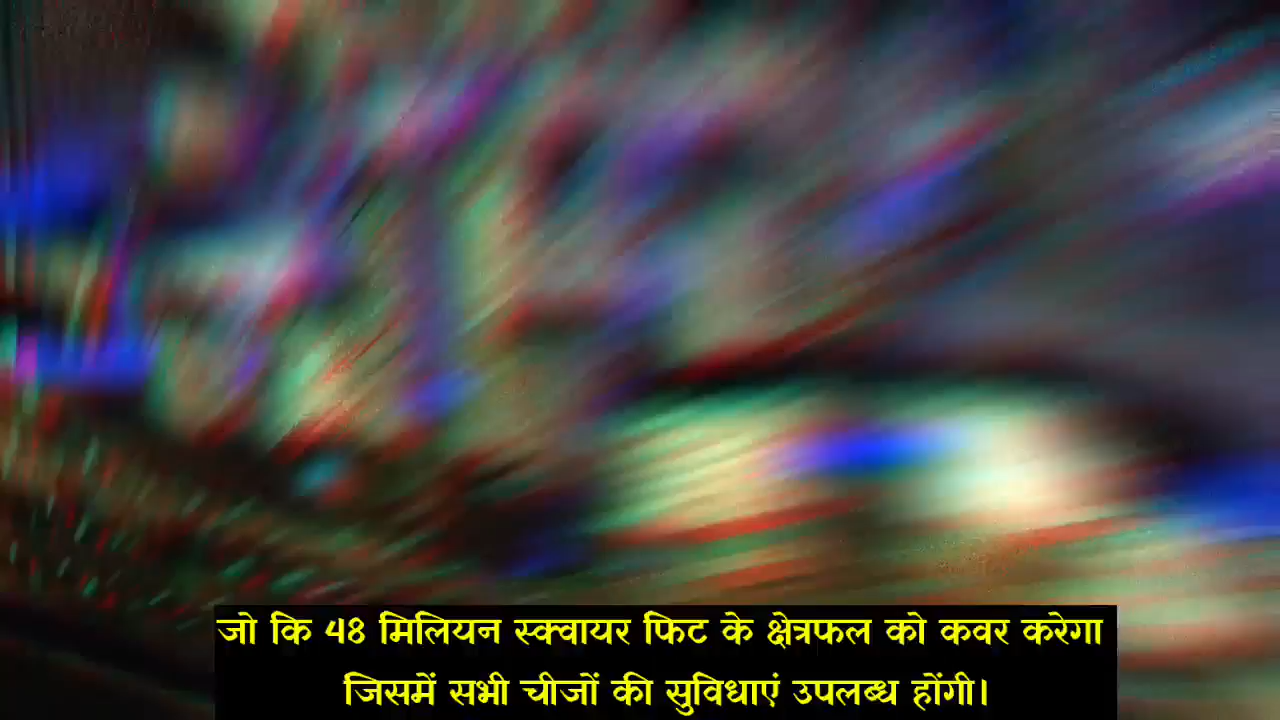 जो कि 48 मिलियन स्क्वायर फिट के क्षेत्रफल को कवर करेगा
जिसमें सभी चीजों की सुविधाएं उपलब्ध होंगी।